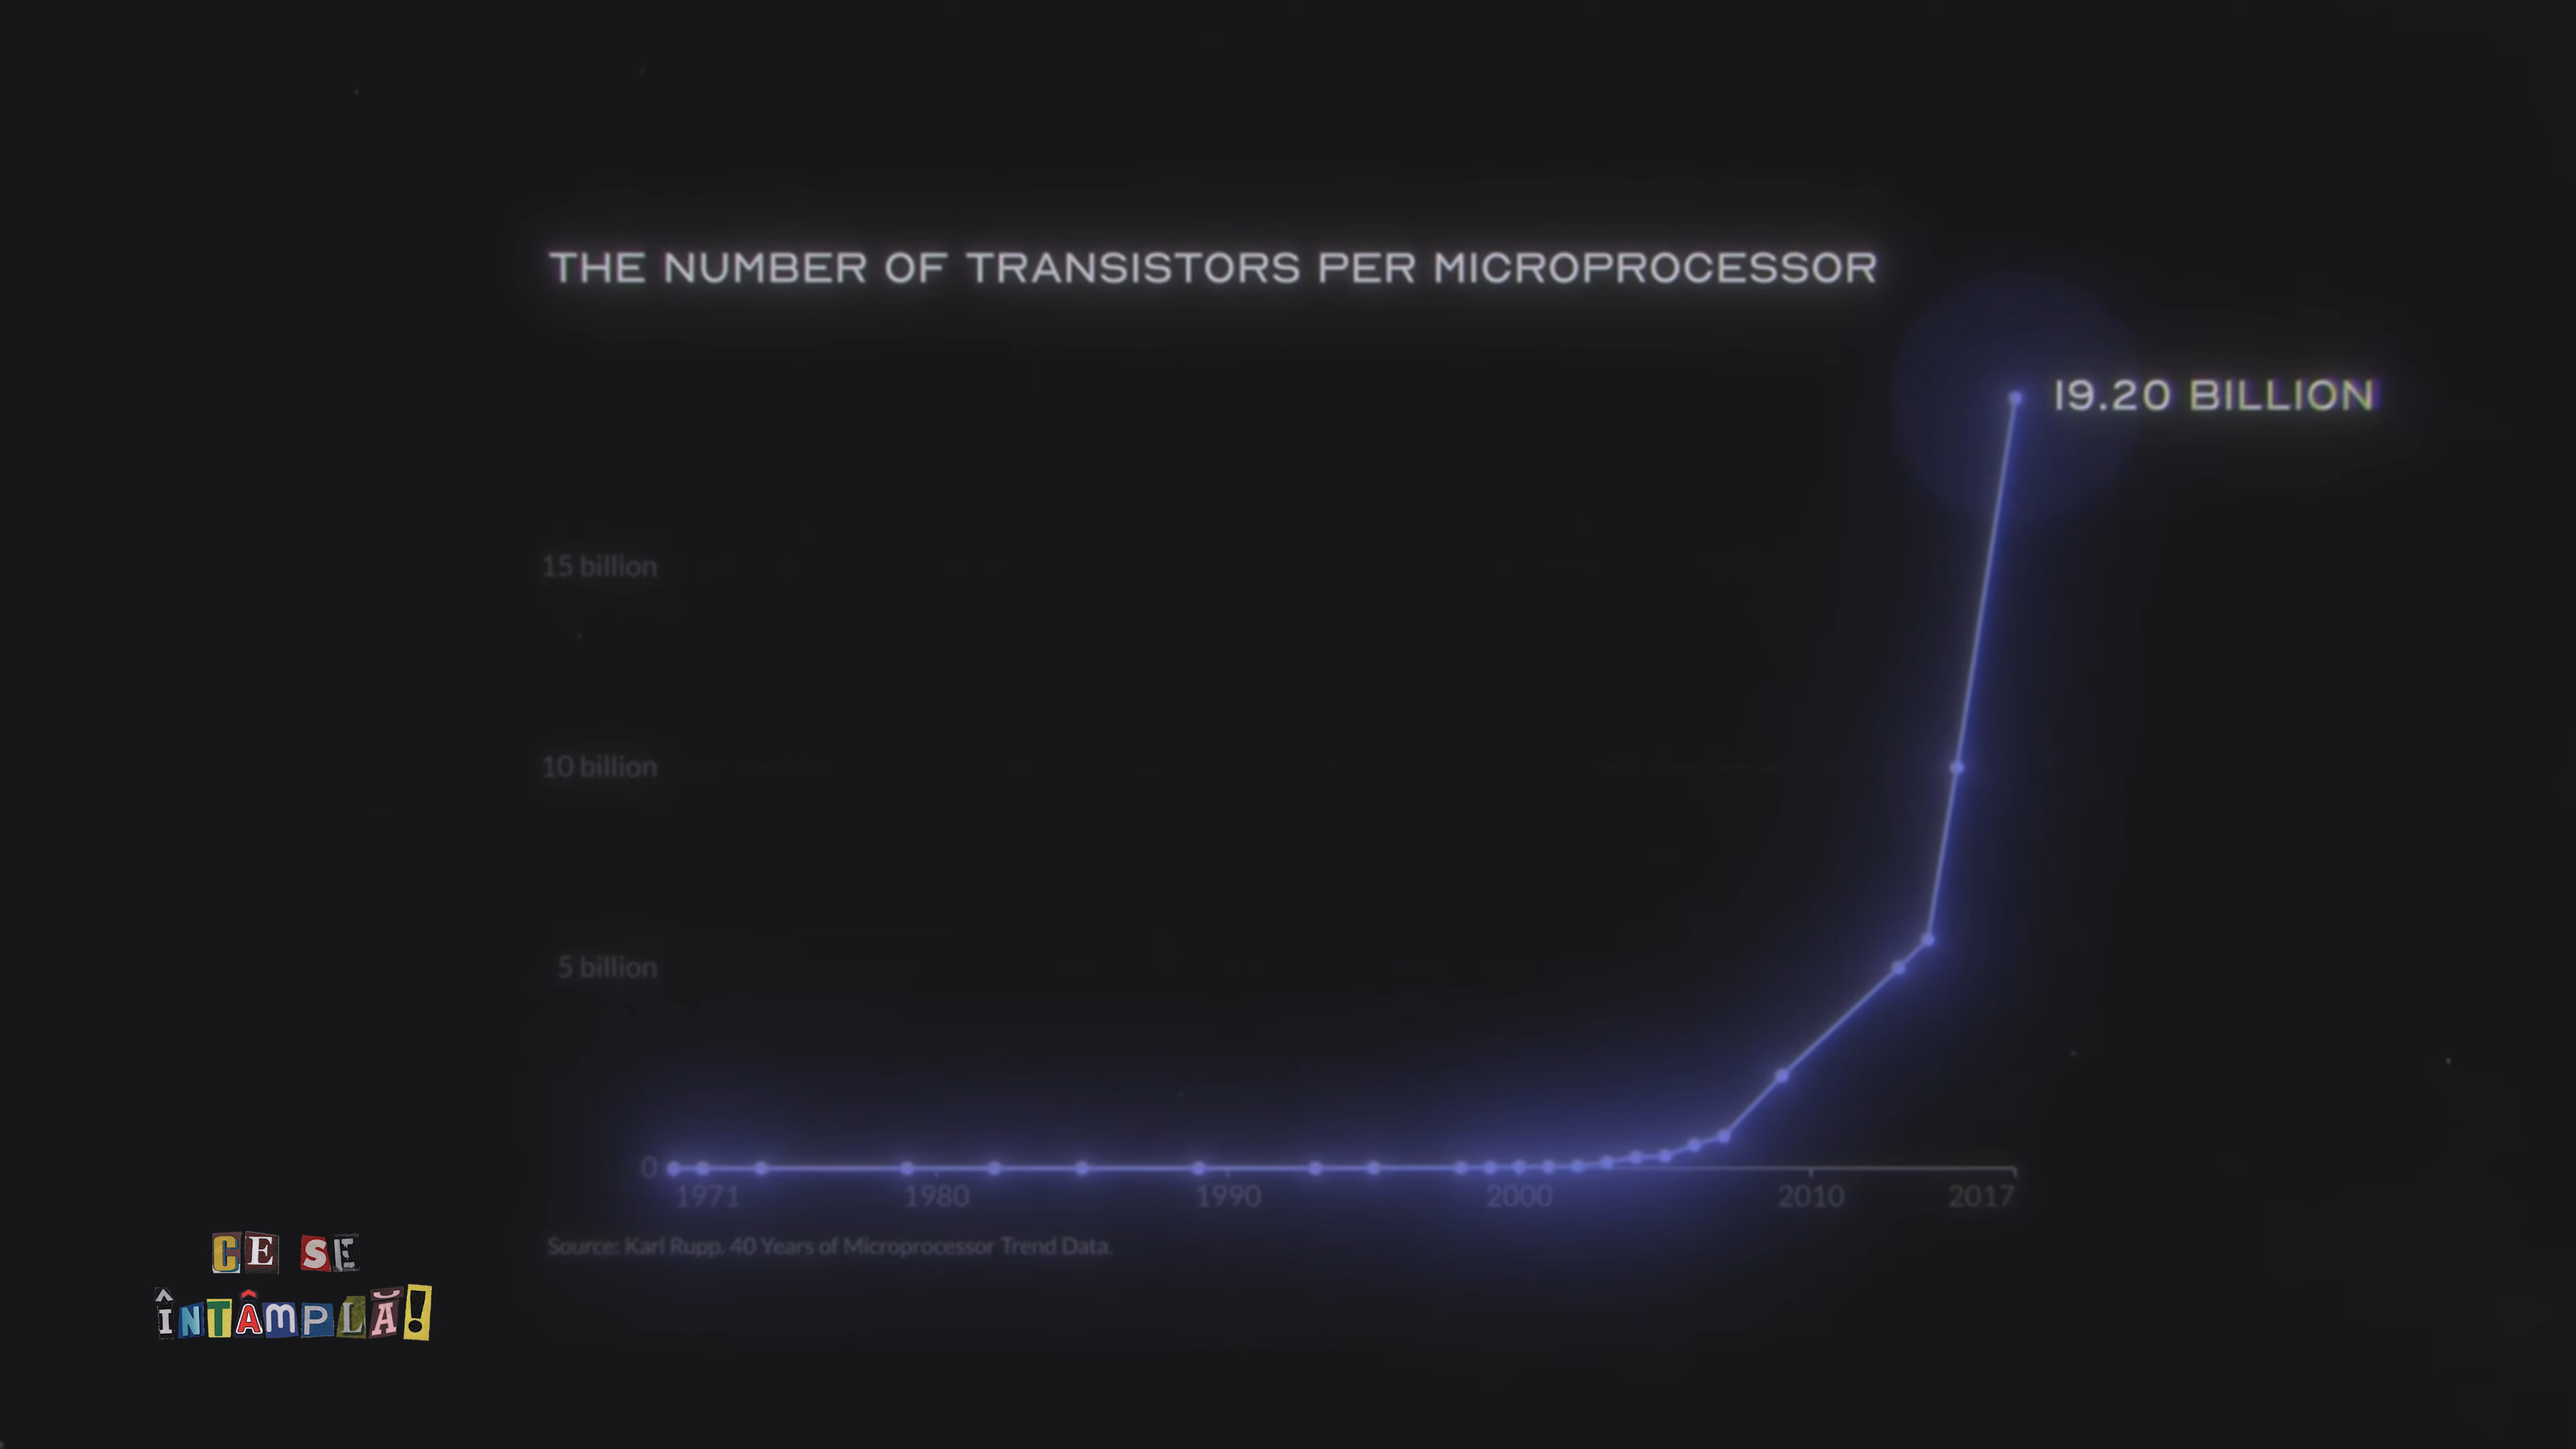 THE NUMBER OF TRANSISTORS PER MICROPROCESSOR
19.20 BILLION
15 billion
10 billion
5 billion
0
1971 1980 1990 2000 2010 2017
Source: Karl Rupp. 40 Years of Microprocessor Trend Data.
CE SE
ÎNTÂMPLĂ!